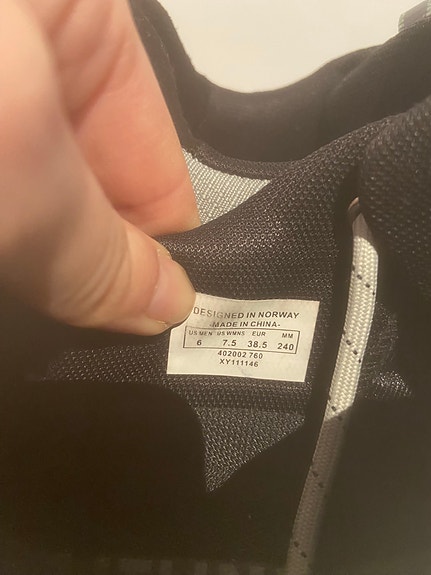 DESIGNED IN NORWAY
-MADE IN CHINA-
US MEN US WMNS EUR MM
6 7.5 38.5 240
402002 760
XY111146